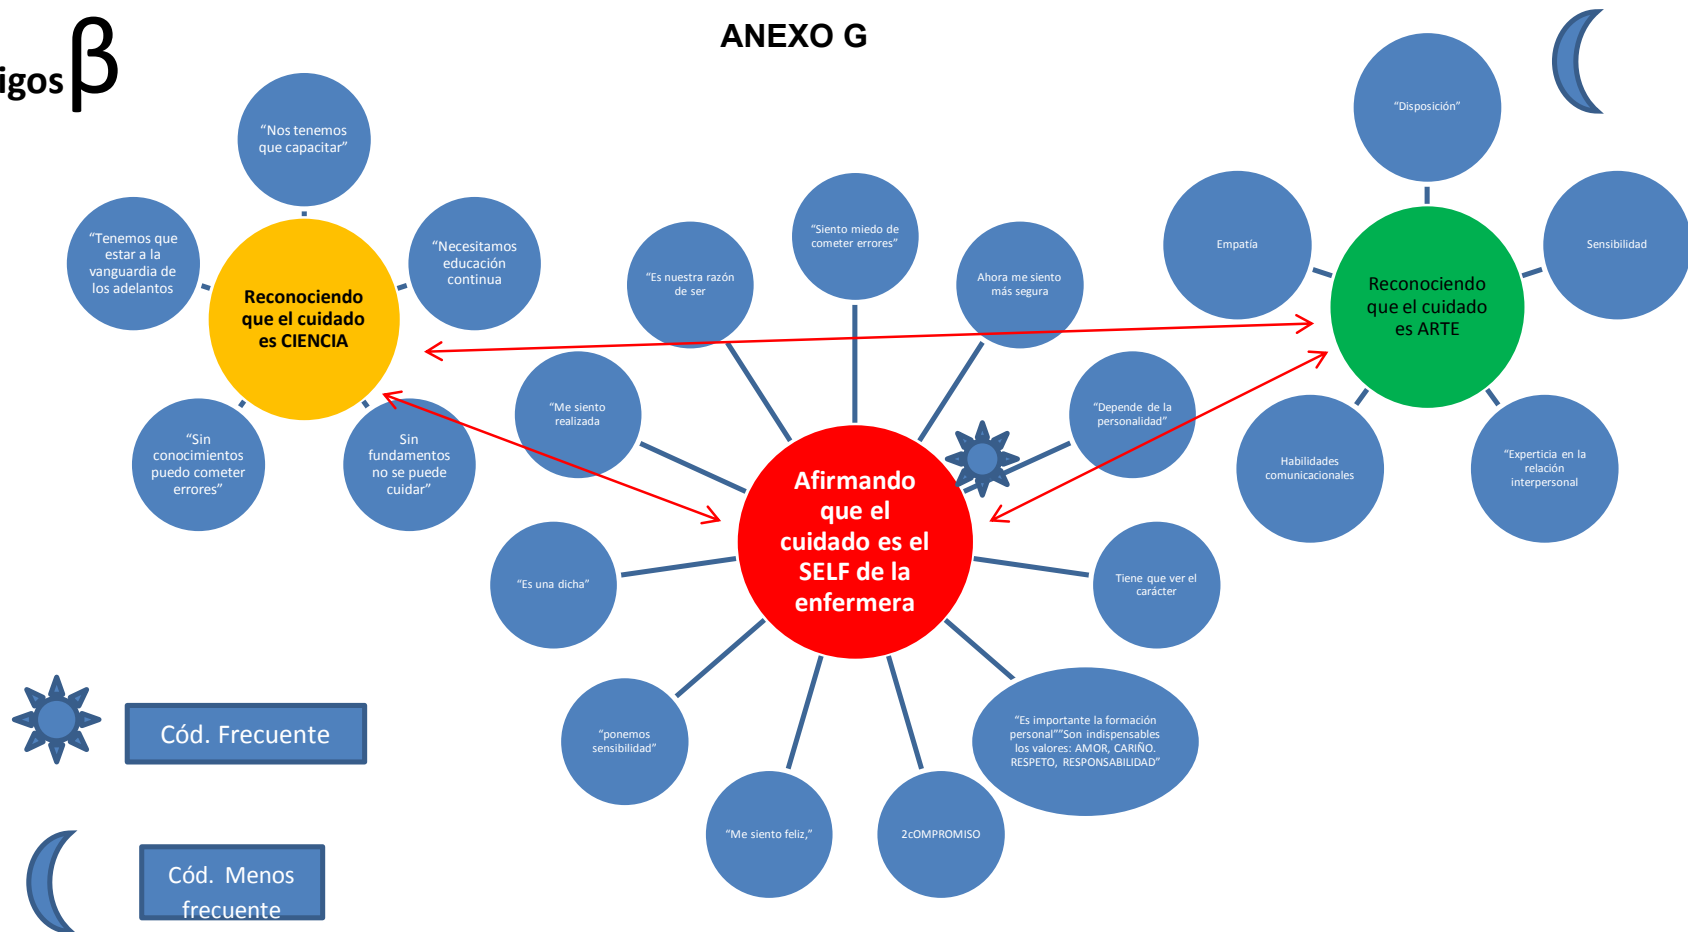 ANEXO G
igos β
“Nos tenemos
que capacitar”
“Tenemos que
estar a la
vanguardia de
los adelantos
“Necesitamos
educación
continua
Reconociendo
que el cuidado
es CIENCIA
“Sin
conocimientos
puedo cometer
errores”
Sin
fundamentos
no se puede
cuidar”
“Disposición”
Empatía
Sensibilidad
Reconociendo
que el cuidado
es ARTE
Habilidades
comunicacionales
“Experticia en la
relación
interpersonal
“Siento miedo de
cometer errores”
“Es nuestra razón
de ser
Ahora me siento
más segura
“Me siento
realizada
“Depende de la
personalidad”
Afirmando
que el
cuidado es el
SELF de la
enfermera
“Es una dicha”
Tiene que ver el
carácter
“ponemos
sensibilidad”
“Es importante la formación
personal””Son indispensables
los valores: AMOR, CARIÑO.
RESPETO, RESPONSABILIDAD”
“Me siento feliz,”
2cOMPROMISO
Cód. Frecuente
Cód. Menos
frecuente